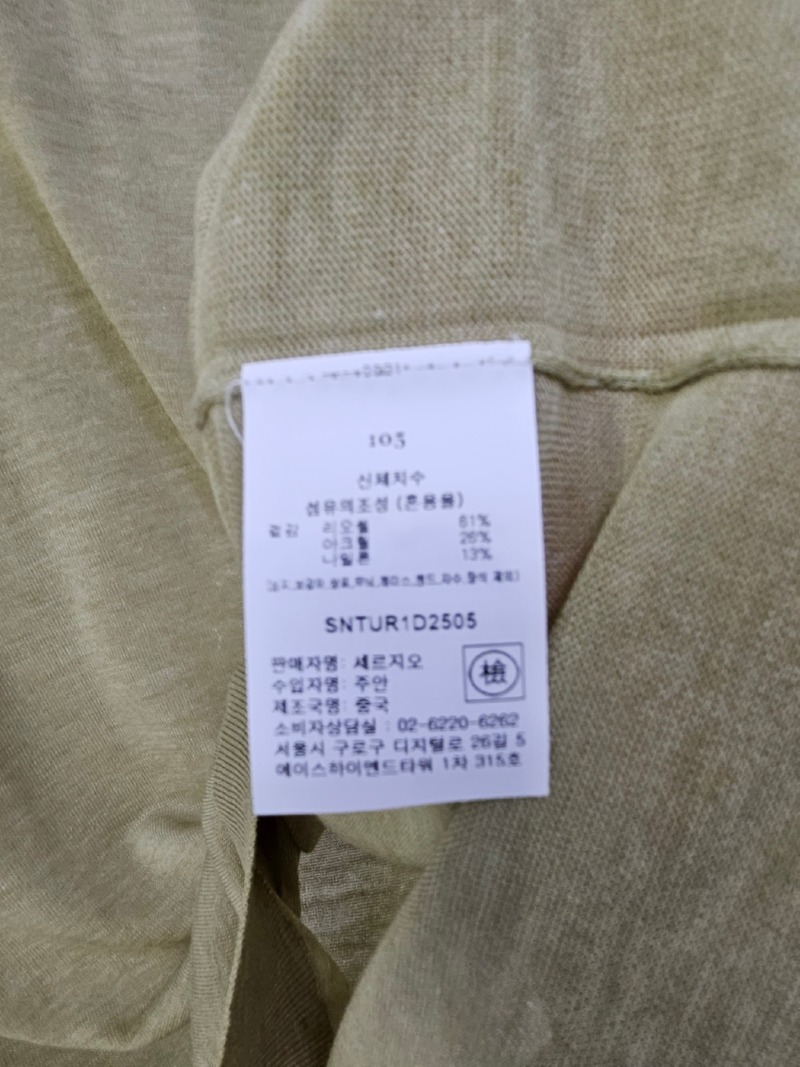 105
신체치수
섬유의조성 (혼용율)
겉감 리오셀 61%
아크릴 26%
나일론 13%
SNTUR1D2505
판매자명: 세르지오
檢
수입자명: 주안
제조국명: 중국
소비자상담실 : 02-6220-6262
서울시 구로구 디지털로 26길 5
에이스하이엔드타워 1차 315호